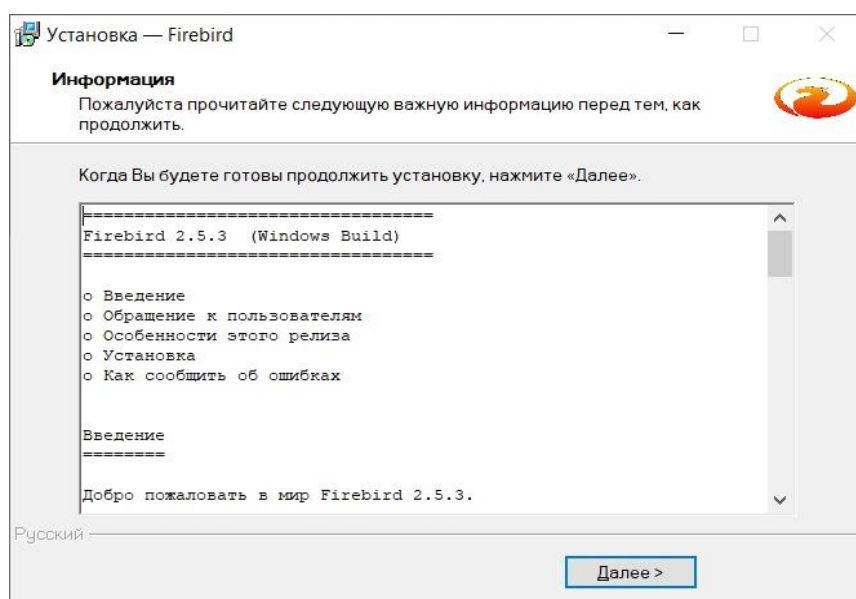 Установка — Firebird
Информация
Пожалуйста прочитайте следующую важную информацию перед тем, как
продолжить.
Когда Вы будете готовы продолжить установку, нажмите «Далее».
==================================
Firebird 2.5.3  (Windows Build)
==================================
o Введение
o Обращение к пользователям
o Особенности этого релиза
o Установка
o Как сообщить об ошибках
Введение
========
Добро пожаловать в мир Firebird 2.5.3.
Русский
Далее >